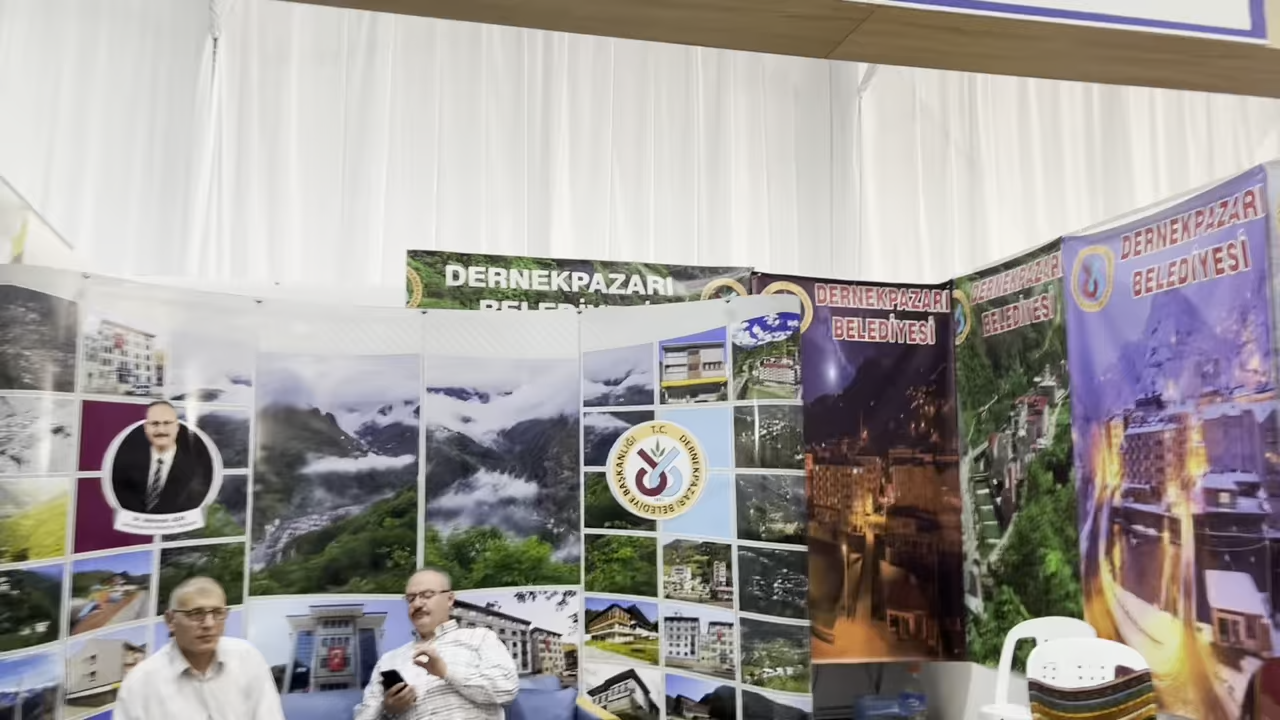 DERNEKPAZARI
BELEDİYESİ
DERNEKPAZARI
BELEDİYESİ
DERNEKPAZARI
BELEDİYESİ
DERNEKPAZARI
T.C. DERNEKPAZARI BELEDİYE BAŞKANLIĞI